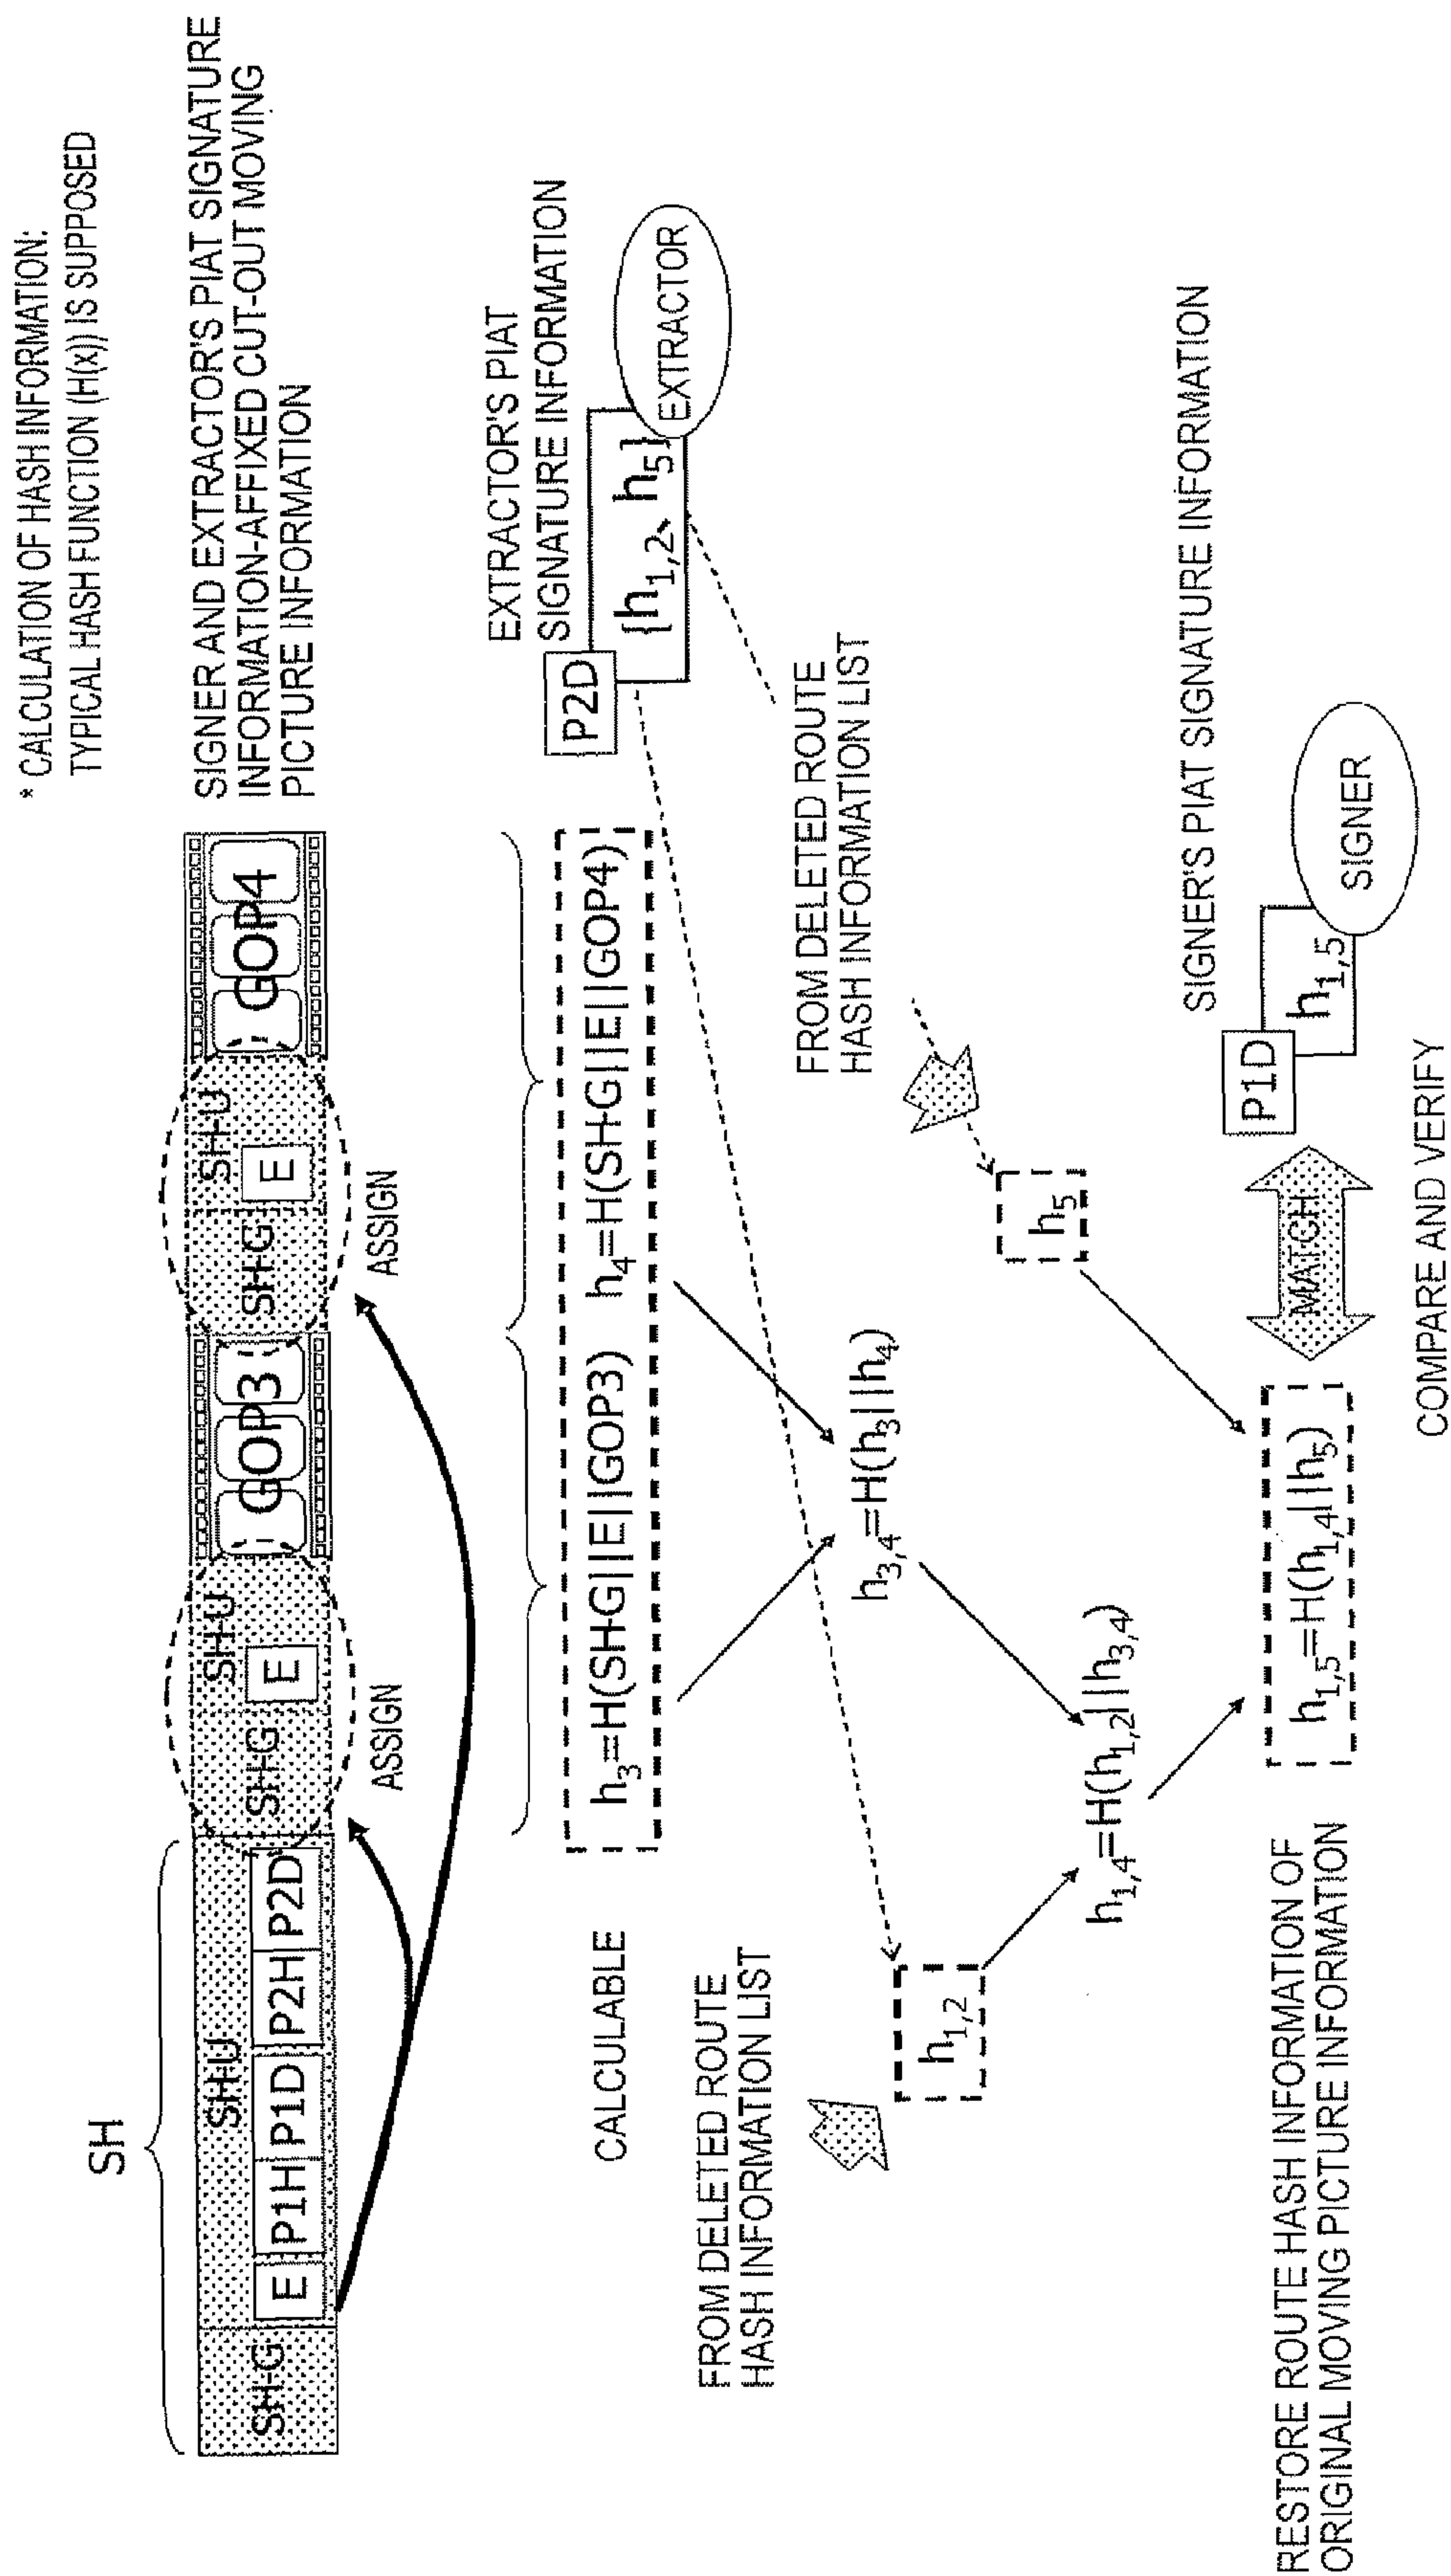 * CALCULATION OF HASH INFORMATION:
TYPICAL HASH FUNCTION (H(x)) IS SUPPOSED
SIGNER AND EXTRACTOR'S PIAT SIGNATURE
INFORMATION-AFFIXED CUT-OUT MOVING
PICTURE INFORMATION
SH
SH-G
SH-U
E P1H P1D P2H P2D
SH-G
SH-U
E
GOP3
SH-G
SH-U
E
GOP4
ASSIGN
ASSIGN
EXTRACTOR'S PIAT
SIGNATURE INFORMATION
P2D
{h1,2、h5}
EXTRACTOR
CALCULABLE
h3=H(SH-G||E||GOP3) h4=H(SH-G||E||GOP4)
FROM DELETED ROUTE
HASH INFORMATION LIST
FROM DELETED ROUTE
HASH INFORMATION LIST
h3,4=H(h3||h4)
h1,2
h5
h1,4=H(h1,2||h3,4)
SIGNER'S PIAT SIGNATURE INFORMATION
P1D
h1,5
SIGNER
RESTORE ROUTE HASH INFORMATION OF
ORIGINAL MOVING PICTURE INFORMATION
h1,5=H(h1,4||h5)
MATCH
COMPARE AND VERIFY